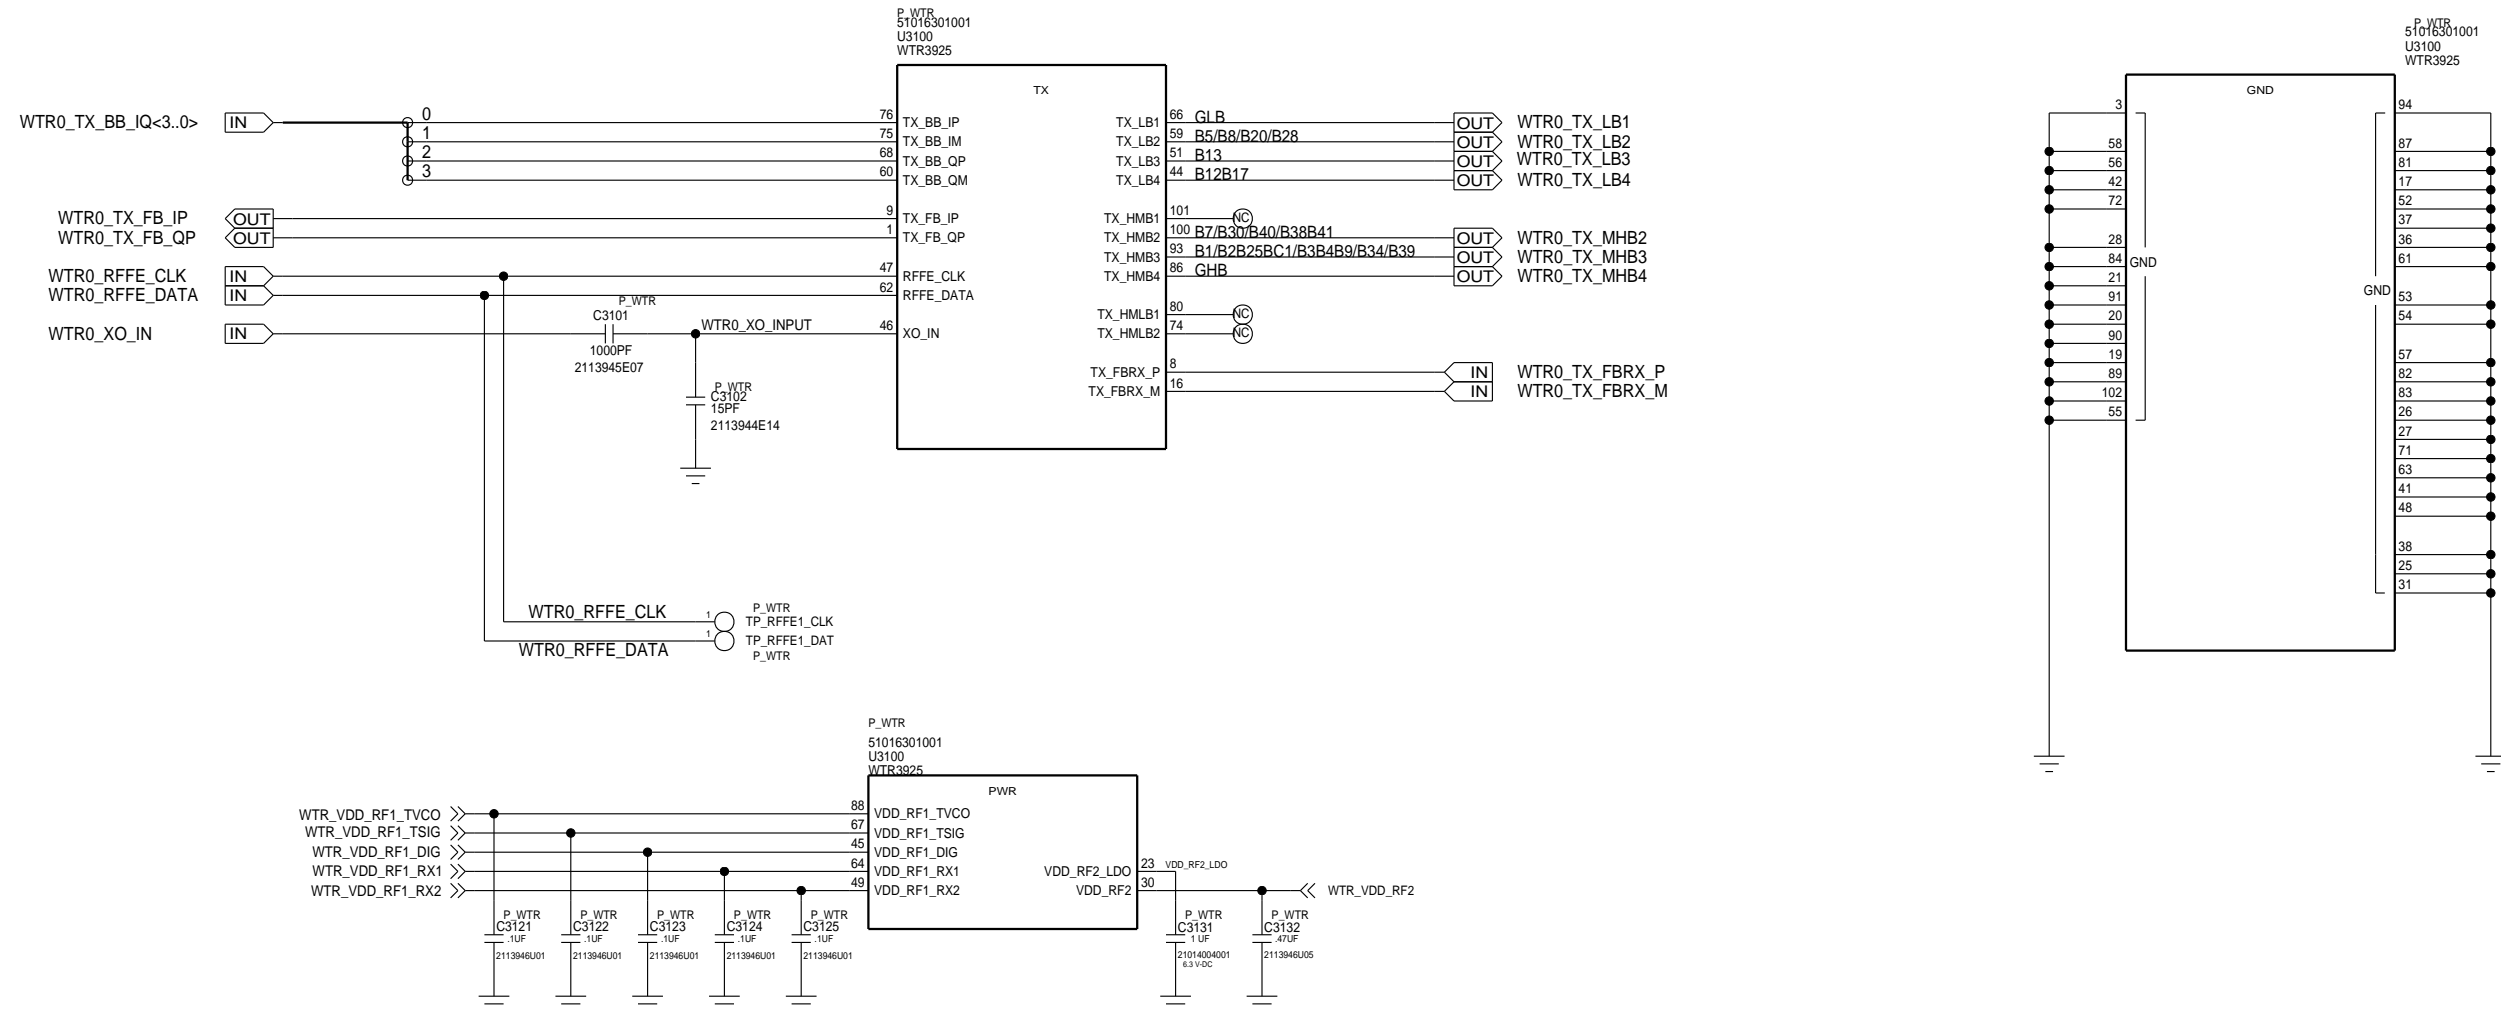 P_WTR
51016301001
U3100
WTR3925
TX
WTR0_TX_BB_IQ<3..0> IN 0 76 TX_BB_IP
1 75 TX_BB_IM
2 68 TX_BB_QP
3 60 TX_BB_QM
WTR0_TX_FB_IP OUT 9 TX_FB_IP
WTR0_TX_FB_QP OUT 1 TX_FB_QP
WTR0_RFFE_CLK IN 47 RFFE_CLK
WTR0_RFFE_DATA IN 62 RFFE_DATA
WTR0_XO_IN IN WTR0_XO_INPUT 46 XO_IN
P_WTR
C3101
1000PF
2113945E07
P_WTR
C3102
15PF
2113944E14
TX_LB1 66 GLB OUT WTR0_TX_LB1
TX_LB2 59 B5/B8/B20/B28 OUT WTR0_TX_LB2
TX_LB3 51 B13 OUT WTR0_TX_LB3
TX_LB4 44 B12B17 OUT WTR0_TX_LB4
TX_HMB1 101 NC
TX_HMB2 100 B7/B30/B40/B38B41 OUT WTR0_TX_MHB2
TX_HMB3 93 B1/B2B25BC1/B3B4B9/B34/B39 OUT WTR0_TX_MHB3
TX_HMB4 86 GHB OUT WTR0_TX_MHB4
TX_HMLB1 80 NC
TX_HMLB2 74 NC
TX_FBRX_P 8 IN WTR0_TX_FBRX_P
TX_FBRX_M 16 IN WTR0_TX_FBRX_M
WTR0_RFFE_CLK 1 P_WTR
TP_RFFE1_CLK
1 TP_RFFE1_DAT
WTR0_RFFE_DATA P_WTR
P_WTR
51016301001
U3100
WTR3925
GND
3
58
56
42
72
28
84
GND
21
91
20
90
19
89
102
55
94
87
81
17
52
37
36
61
GND
53
54
57
82
83
26
27
71
63
41
48
38
25
31
P_WTR
51016301001
U3100
WTR3925
PWR
WTR_VDD_RF1_TVCO 88 VDD_RF1_TVCO
WTR_VDD_RF1_TSIG 67 VDD_RF1_TSIG
WTR_VDD_RF1_DIG 45 VDD_RF1_DIG
WTR_VDD_RF1_RX1 64 VDD_RF1_RX1
WTR_VDD_RF1_RX2 49 VDD_RF1_RX2
VDD_RF2_LDO 23 VDD_RF2_LDO
VDD_RF2 30 WTR_VDD_RF2
P_WTR
C3121
.1UF
2113946U01
P_WTR
C3122
.1UF
2113946U01
P_WTR
C3123
.1UF
2113946U01
P_WTR
C3124
.1UF
2113946U01
P_WTR
C3125
.1UF
2113946U01
P_WTR
C3131
1 UF
21014004001
6.3 V-DC
P_WTR
C3132
.47UF
2113946U05